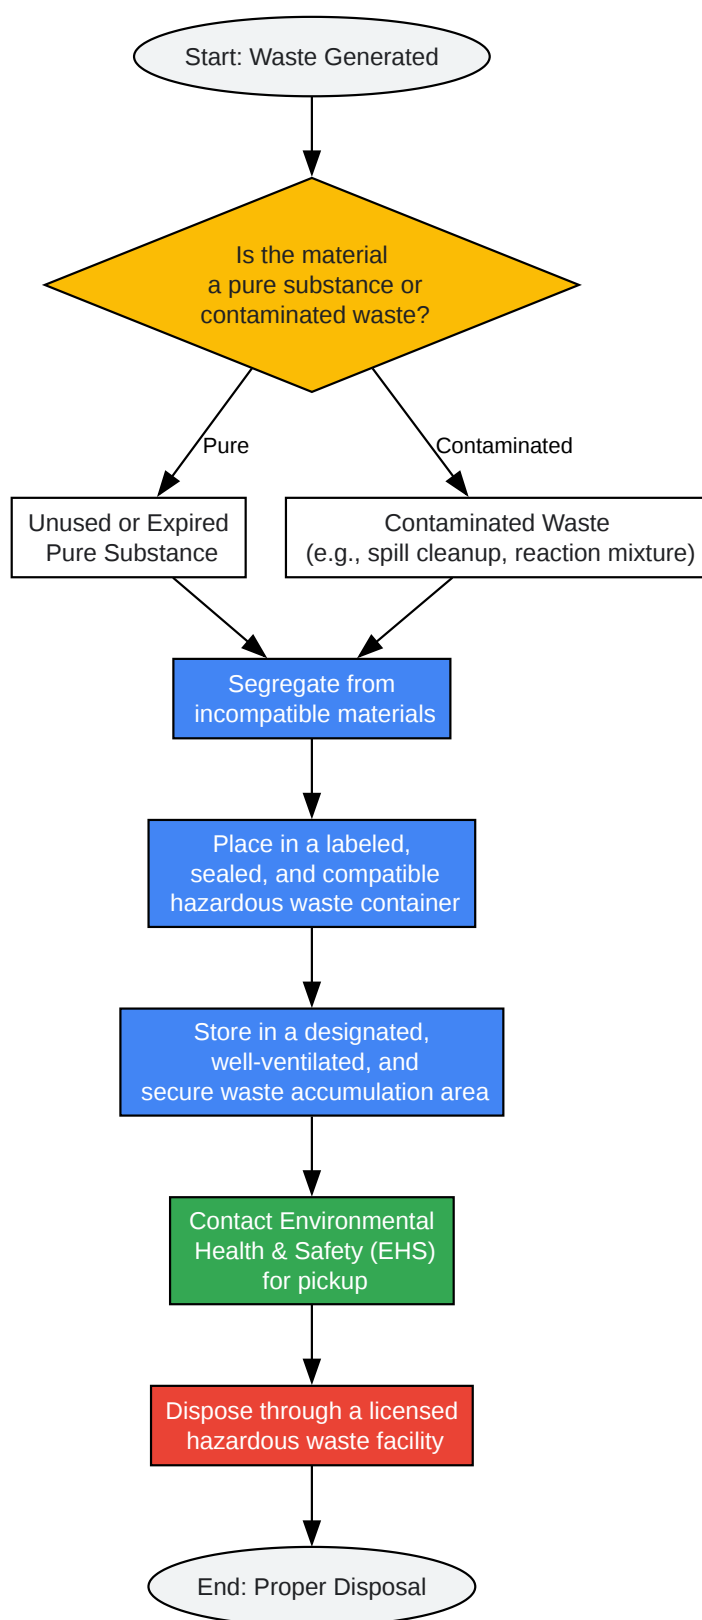 Start: Waste Generated
Is the material
a pure substance or
contaminated waste?
Pure
Contaminated
Unused or Expired
Pure Substance
Contaminated Waste
(e.g., spill cleanup, reaction mixture)
Segregate from
incompatible materials
Place in a labeled,
sealed, and compatible
hazardous waste container
Store in a designated,
well-ventilated, and
secure waste accumulation area
Contact Environmental
Health & Safety (EHS)
for pickup
Dispose through a licensed
hazardous waste facility
End: Proper Disposal